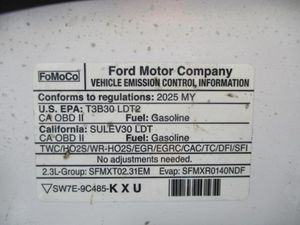 FoMoCo
Ford Motor Company
VEHICLE EMISSION CONTROL INFORMATION
Conforms to regulations: 2025 MY
U.S. EPA: T3B30 LDT2
CA OBD II Fuel: Gasoline
California: SULEV30 LDT
CA OBD II Fuel: Gasoline
TWC/HO2S/WR-HO2S/EGR/EGRC/CAC/TC/DFI/SFI
No adjustments needed.
2.3L-Group: SFMXT02.31EM Evap: SFMXR0140NDF
SW7E-9C485-KXU